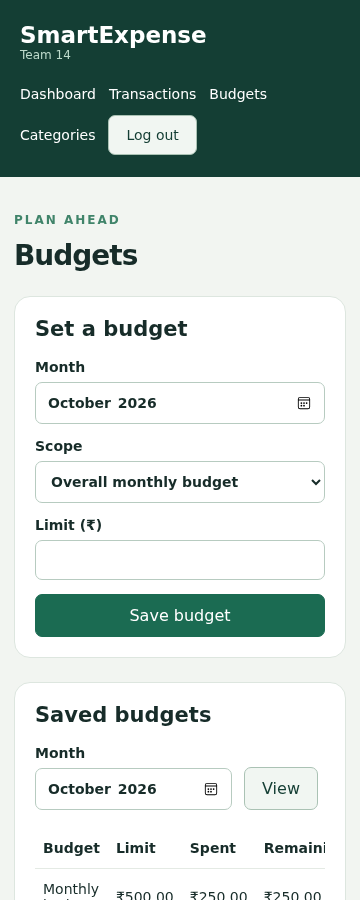 SmartExpense
Team 14
Dashboard Transactions Budgets
Categories Log out
PLAN AHEAD
Budgets
Set a budget
Month
October 2026
Scope
Overall monthly budget
Limit (₹)
Save budget
Saved budgets
Month
October 2026 View
Budget Limit Spent Remaini
Monthly ₹500.00 ₹250.00 ₹250.00